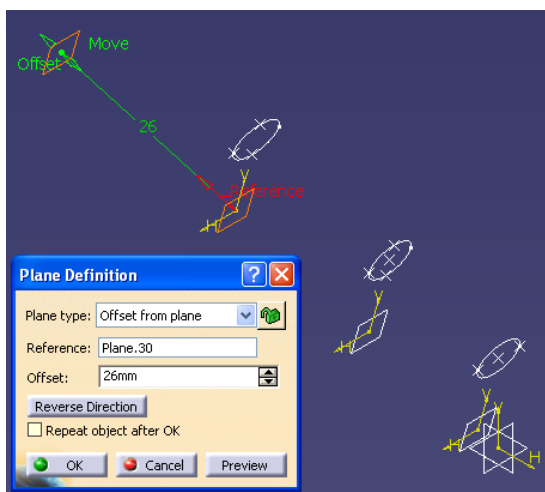 Move
Offset
26
Reference
V
H
V
H
V
V
H
H
Plane Definition
Plane type: Offset from plane
Reference: Plane.30
Offset: 26mm
Reverse Direction
Repeat object after OK
OK Cancel Preview